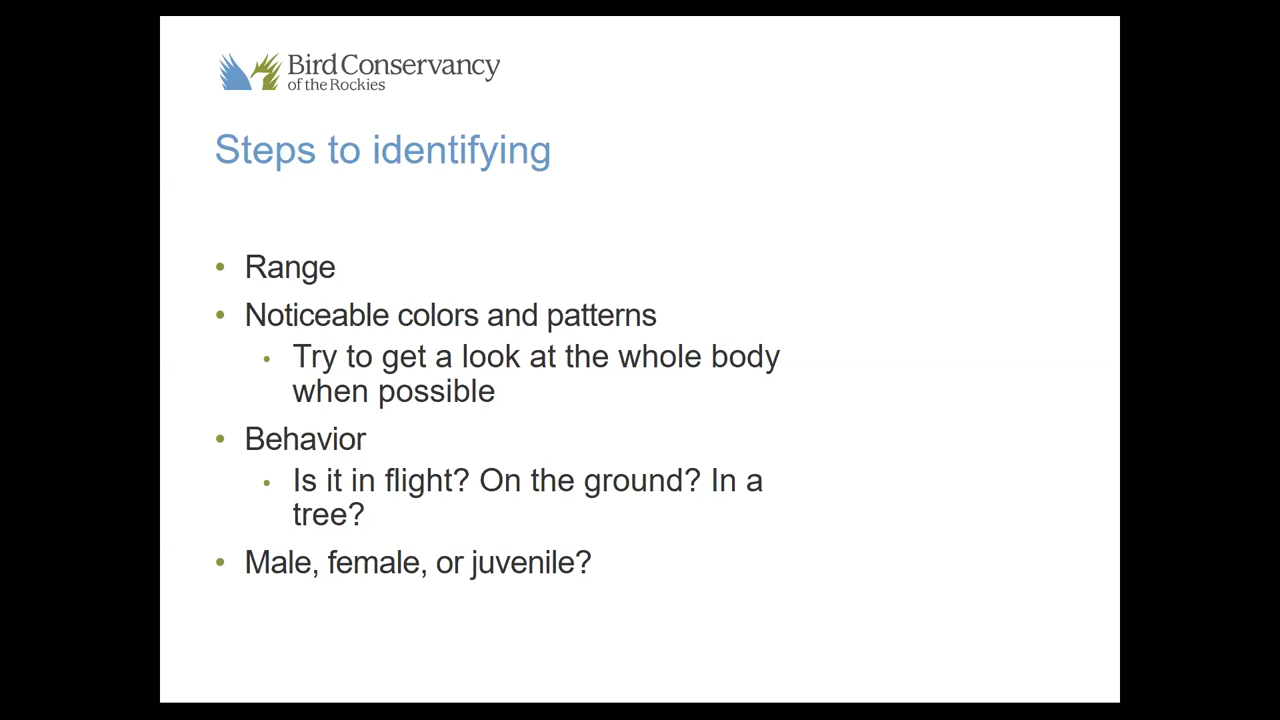 Bird Conservancy
of the Rockies
Steps to identifying
• Range
• Noticeable colors and patterns
• Try to get a look at the whole body
when possible
• Behavior
• Is it in flight? On the ground? In a
tree?
• Male, female, or juvenile?